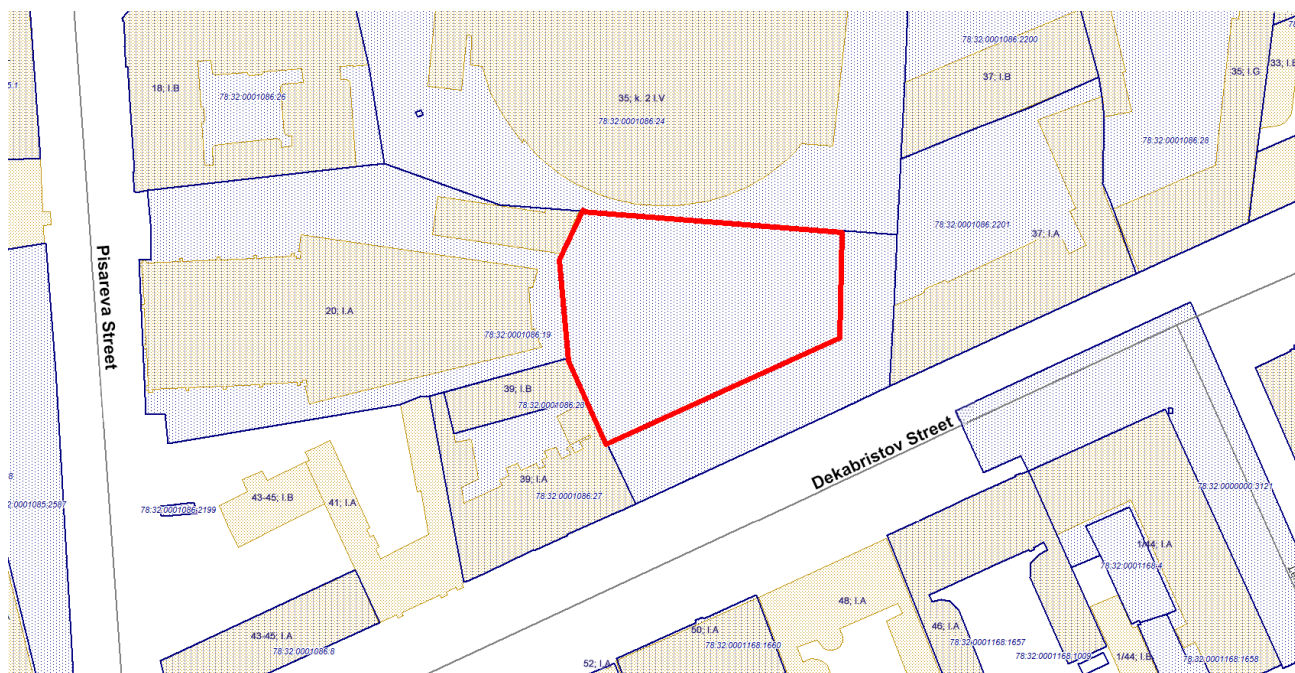 78:32:0001086:2200
37; l.B
35; l.G
18; l.B
78:32:0001086:26
35; k. 2 l.V
78:32:0001086:24
78:32:0001086:28
78:32:0001086:2201
37; l.A
Pisareva Street
20; l.A
78:32:0001086:19
39; l.B
78:32:0001086:20
39; l.A
78:32:0001086:27
Dekabristov Street
43-45; l.B
41; l.A
78:32:0001086:2199
78:32:0000000:3121
1/44; l.A
78:32:0001168:4
48; l.A
46; l.A
50; l.A
78:32:0001168:1660
78:32:0001168:1657
78:32:0001168:1009
1/44; l.B
78:32:0001168:1658
43-45; l.A
78:32:0001086:8
52; l.A